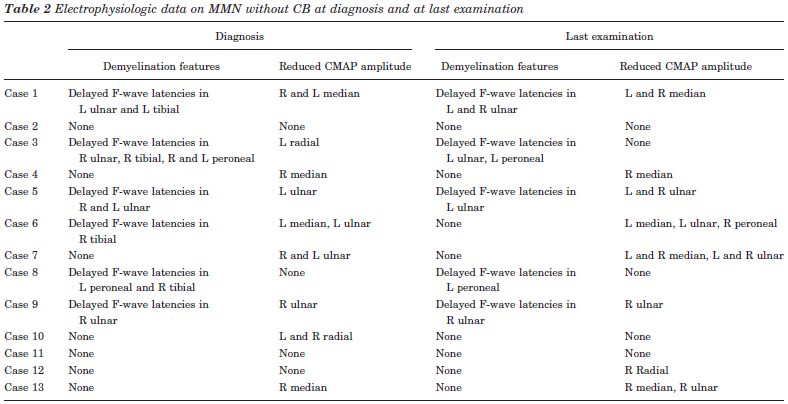 Table 2 Electrophysiologic data on MMN without CB at diagnosis and at last examination
Diagnosis Last examination
Demyelination features Reduced CMAP amplitude Demyelination features Reduced CMAP amplitude
Case 1 Delayed F-wave latencies in R and L median Delayed F-wave latencies in L and R median
L ulnar and L tibial L and R ulnar
Case 2 None None None None
Case 3 Delayed F-wave latencies in L radial Delayed F-wave latencies in None
R ulnar, R tibial, R and L peroneal L ulnar, L peroneal
Case 4 None R median None R median
Case 5 Delayed F-wave latencies in L ulnar Delayed F-wave latencies in L and R ulnar
R and L ulnar L ulnar
Case 6 Delayed F-wave latencies in L median, L ulnar None L median, L ulnar, R peroneal
R tibial
Case 7 None R and L ulnar None L and R median, L and R ulnar
Case 8 Delayed F-wave latencies in None Delayed F-wave latencies in None
L peroneal and R tibial L peroneal
Case 9 Delayed F-wave latencies in R ulnar Delayed F-wave latencies in R ulnar
R ulnar R ulnar
Case 10 None L and R radial None None
Case 11 None None None None
Case 12 None None None R Radial
Case 13 None R median None R median, R ulnar